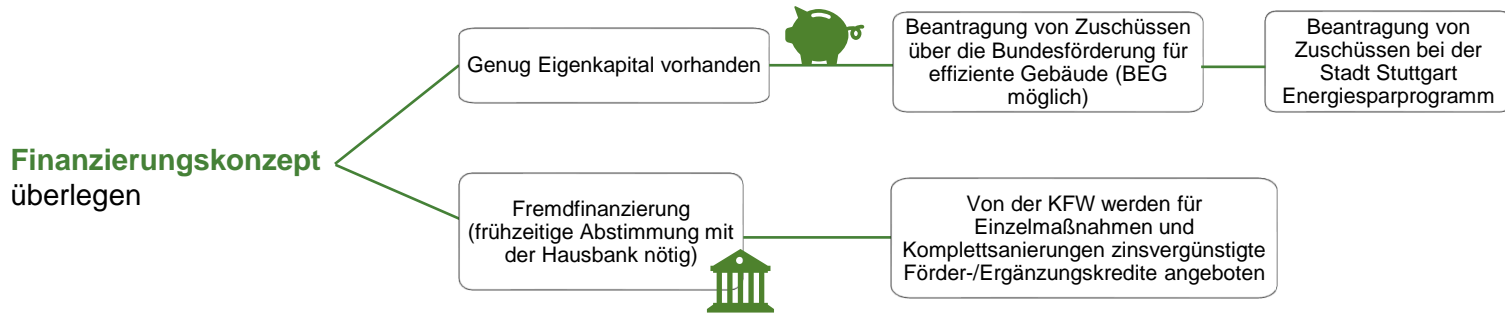 Finanzierungskonzept
überlegen
Genug Eigenkapital vorhanden
Beantragung von Zuschüssen
über die Bundesförderung für
effiziente Gebäude (BEG
möglich)
Beantragung von
Zuschüssen bei der
Stadt Stuttgart
Energiesparprogramm
Fremdfinanzierung
(frühzeitige Abstimmung mit
der Hausbank nötig)
Von der KFW werden für
Einzelmaßnahmen und
Komplettsanierungen zinsvergünstigte
Förder-/Ergänzungskredite angeboten